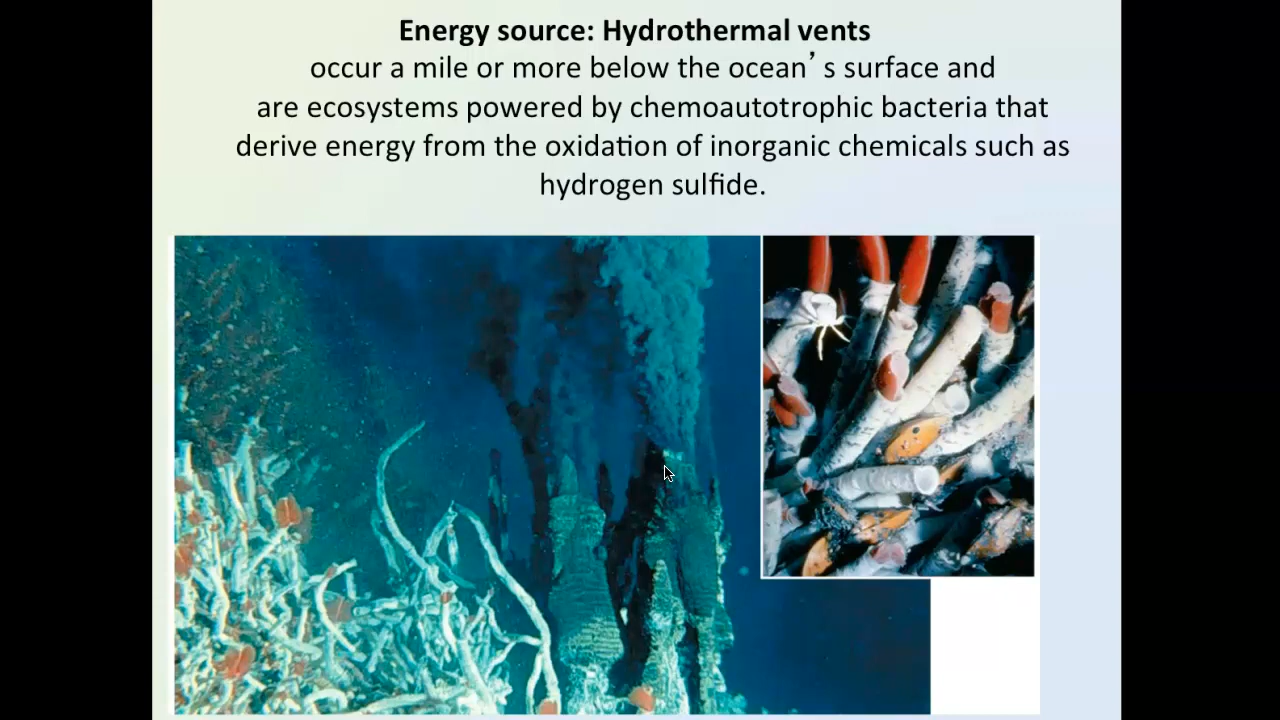 Energy source: Hydrothermal vents
occur a mile or more below the ocean’s surface and
are ecosystems powered by chemoautotrophic bacteria that
derive energy from the oxidation of inorganic chemicals such as
hydrogen sulfide.